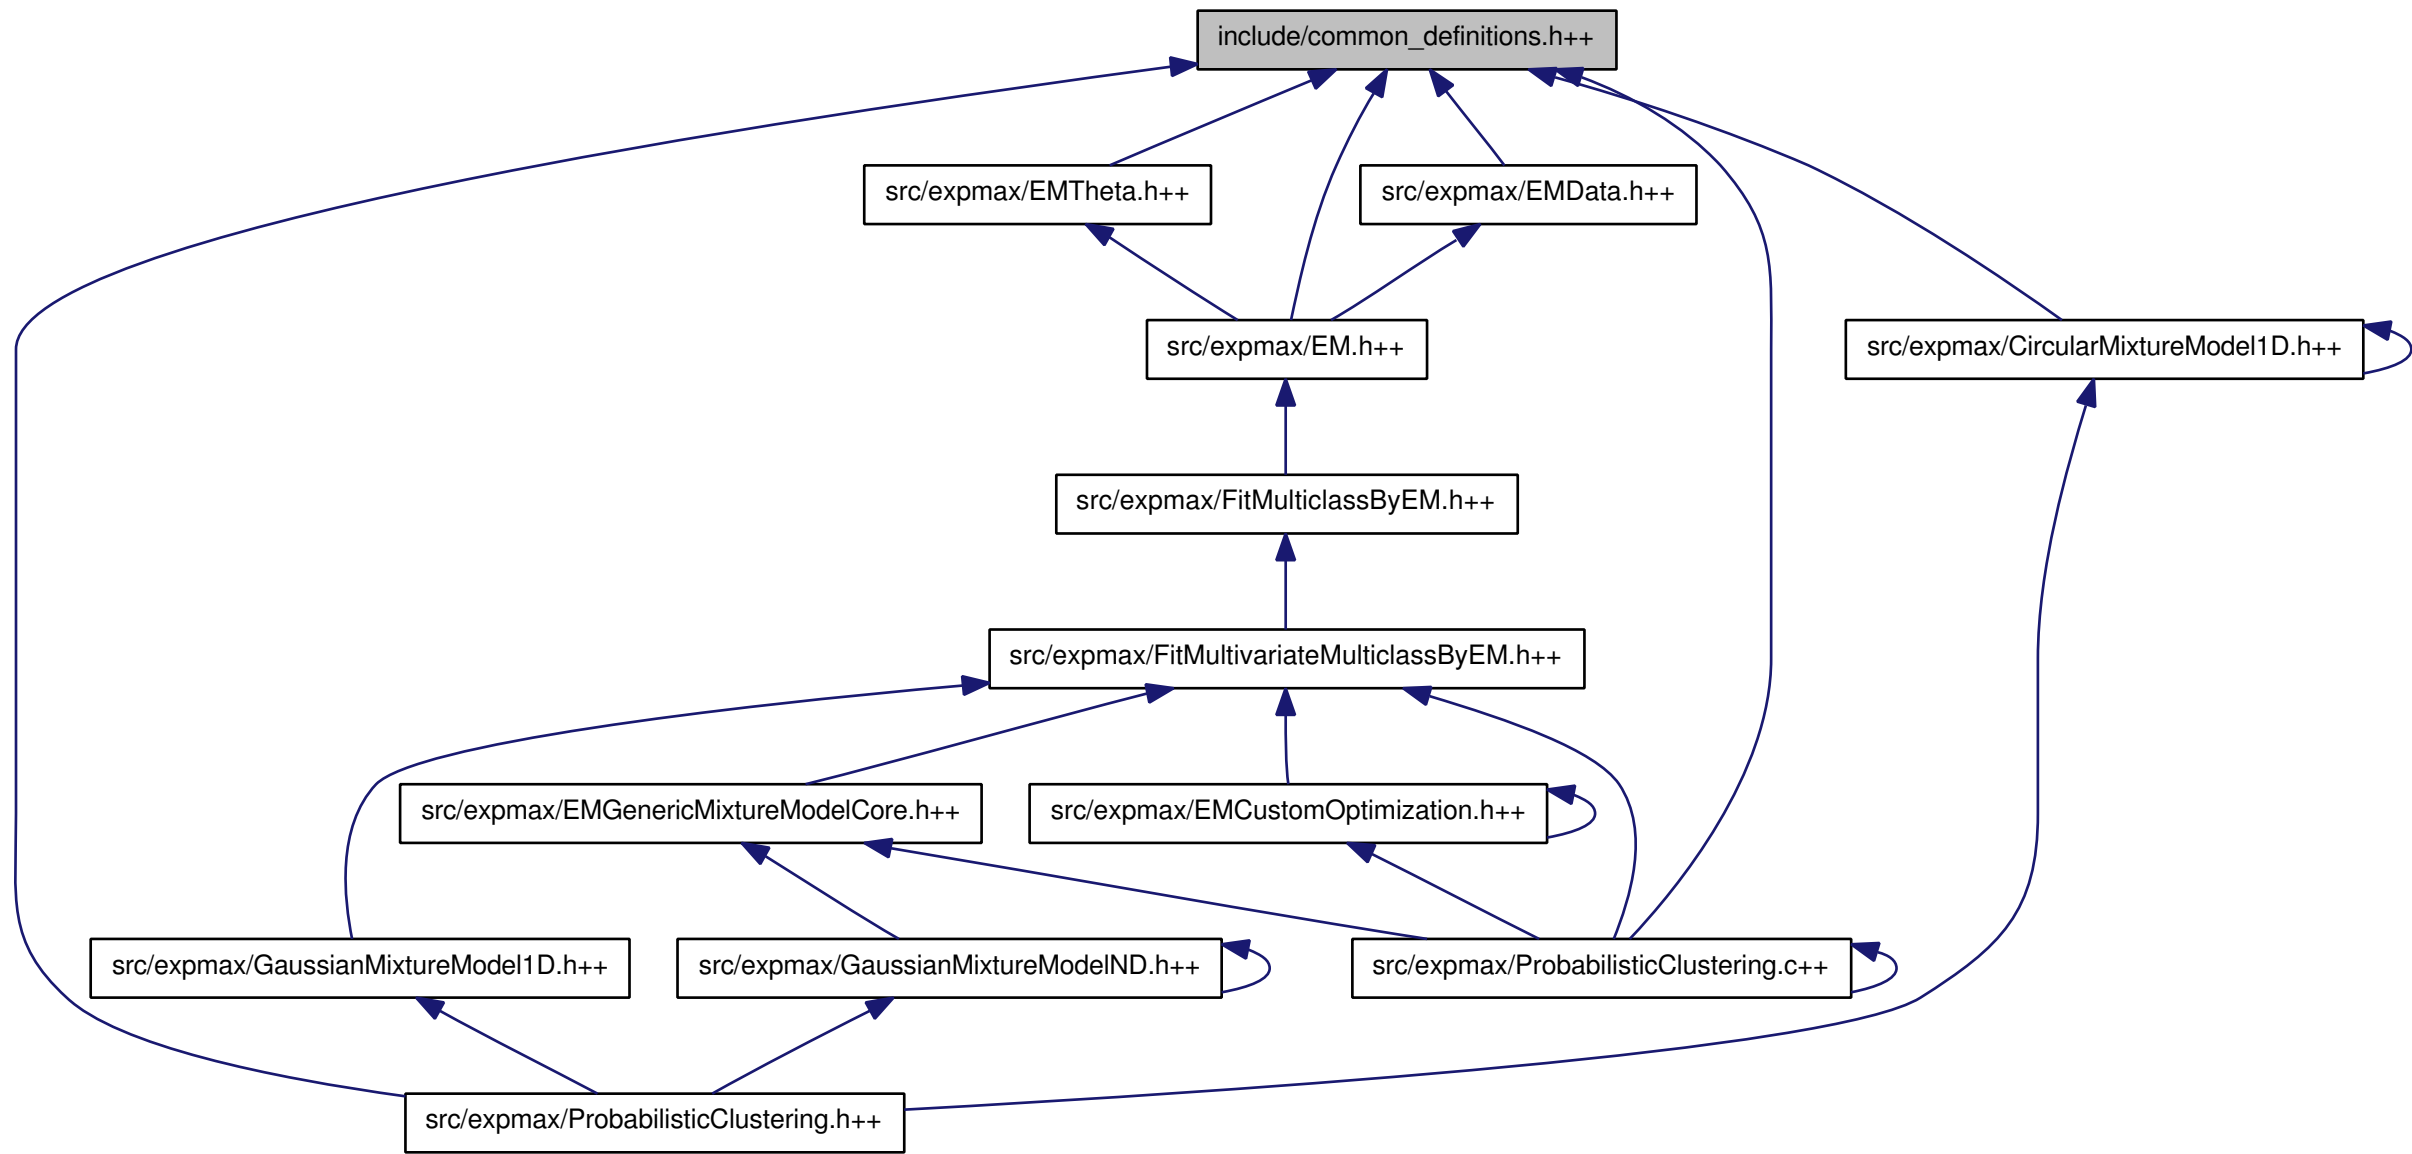 include/common_definitions.h++
src/expmax/EMTheta.h++
src/expmax/EMData.h++
src/expmax/EM.h++
src/expmax/CircularMixtureModel1D.h++
src/expmax/FitMulticlassByEM.h++
src/expmax/FitMultivariateMulticlassByEM.h++
src/expmax/EMGenericMixtureModelCore.h++
src/expmax/EMCustomOptimization.h++
src/expmax/GaussianMixtureModel1D.h++
src/expmax/GaussianMixtureModelND.h++
src/expmax/ProbabilisticClustering.c++
src/expmax/ProbabilisticClustering.h++